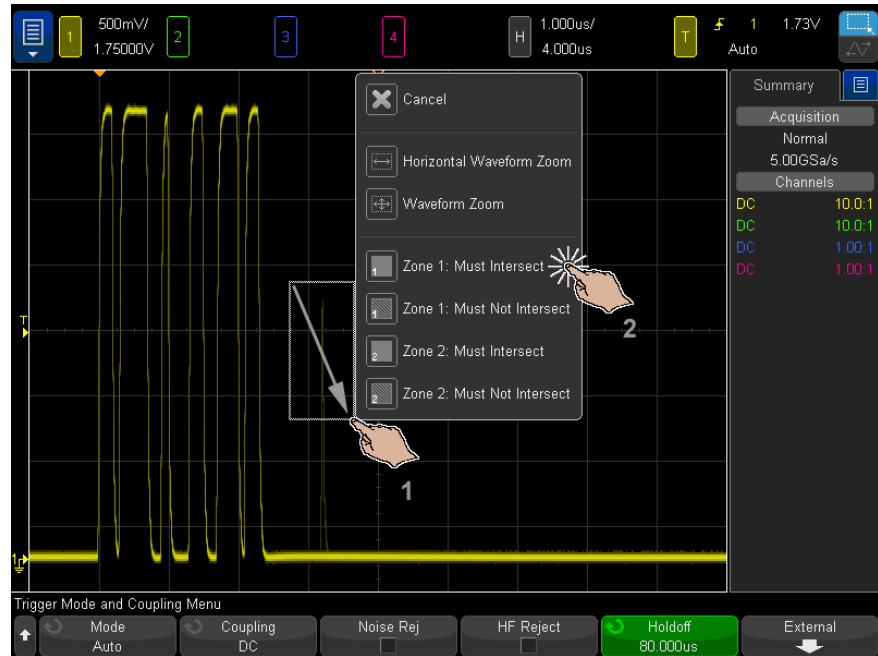 500mV/
1.000us/
1 1.73V
1
1.75000V
2
3
4
H
4.000us
T
Auto
Summary
Acquisition
Normal
5.00GSa/s
Channels
DC 10.0:1
DC 10.0:1
DC 1.00:1
DC 1.00:1
Cancel
Horizontal Waveform Zoom
Waveform Zoom
1 Zone 1: Must Intersect
1 Zone 1: Must Not Intersect
2 Zone 2: Must Intersect
2 Zone 2: Must Not Intersect
T
2
1
1
Trigger Mode and Coupling Menu
Mode
Auto
Coupling
DC
Noise Rej
HF Reject
Holdoff
80.000us
External